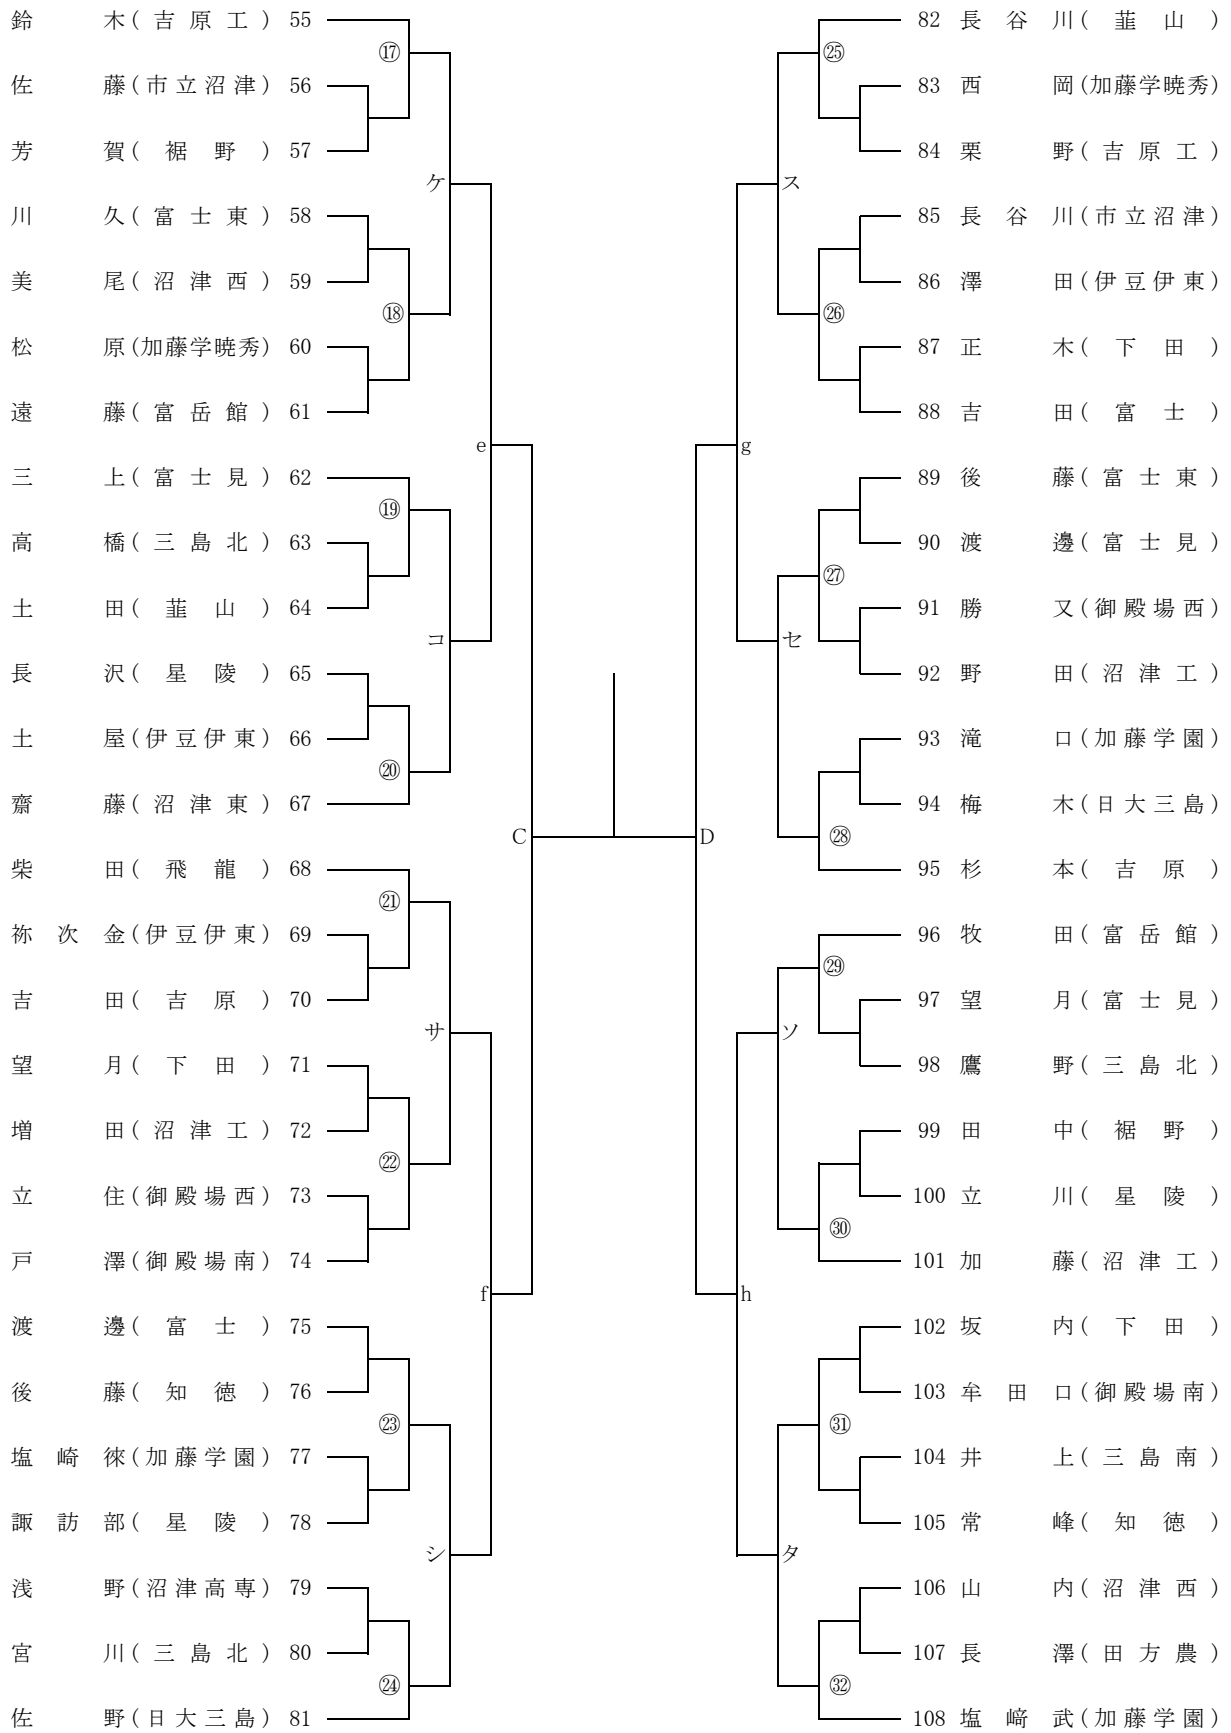 鈴木(吉原工) 55
⑰
佐藤(市立沼津) 56
芳賀(裾野) 57
ケ
川久(富士東) 58
美尾(沼津西) 59
⑱
松原(加藤学暁秀) 60
遠藤(富岳館) 61
e
三上(富士見) 62
⑲
高橋(三島北) 63
土田(韮山) 64
コ
長沢(星陵) 65
土屋(伊豆伊東) 66
⑳
齋藤(沼津東) 67
C
柴田(飛龍) 68
㉑
祢次金(伊豆伊東) 69
吉田(吉原) 70
サ
望月(下田) 71
増田(沼津工) 72
㉒
立住(御殿場西) 73
戸澤(御殿場南) 74
f
渡邊(富士) 75
後藤(知徳) 76
㉓
塩崎徠(加藤学園) 77
諏訪部(星陵) 78
シ
浅野(沼津高専) 79
宮川(三島北) 80
㉔
佐野(日大三島) 81
82 長谷川(韮山)
㉕
83 西岡(加藤学暁秀)
84 栗野(吉原工)
ス
85 長谷川(市立沼津)
86 澤田(伊豆伊東)
㉖
87 正木(下田)
88 吉田(富士)
g
89 後藤(富士東)
90 渡邊(富士見)
㉗
91 勝又(御殿場西)
セ
92 野田(沼津工)
93 滝口(加藤学園)
94 梅木(日大三島)
㉘
D
95 杉本(吉原)
96 牧田(富岳館)
㉙
97 望月(富士見)
ソ
98 鷹野(三島北)
99 田中(裾野)
100 立川(星陵)
㉚
101 加藤(沼津工)
h
102 坂内(下田)
103 牟田口(御殿場南)
㉛
104 井上(三島南)
105 常峰(知徳)
タ
106 山内(沼津西)
107 長澤(田方農)
㉜
108 塩崎武(加藤学園)